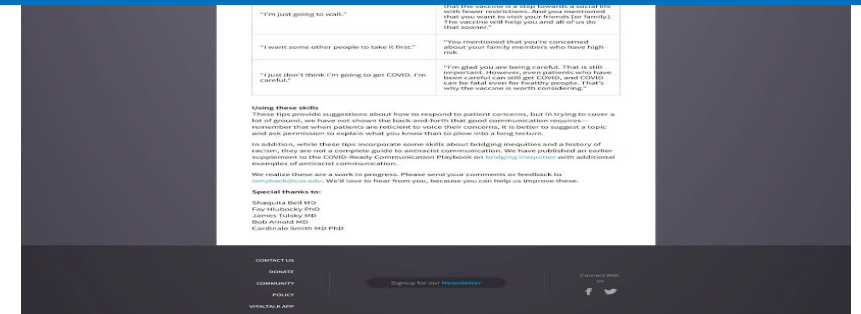 that the vaccine is a step towards a social life
with fewer restrictions. And you mentioned
"I'm just going to wait."
that you want to visit your friends [or family].
The vaccine will help you and all of us do
that sooner."
"I want some other people to take it first."
"You mentioned that you're concerned
about your family members who have high
risk
"I just don't think I'm going to get COVID. I'm
careful."
"I'm glad you are being careful. That is still
important. However, even patients who have
been careful can still get COVID, and COVID
can be fatal even for healthy people. That's
why the vaccine is worth considering."
Using these skills
These tips provide suggestions about how to respond to patient concerns, but in trying to cover a
lot of ground, we have not shown the back-and-forth that good communication requires--
remember that when patients are reticient to voice their concerns, it is better to suggest a topic
and ask permission to explain what you know than to plow into a long lecture.
In addition, while these tips incorporate some skills about bridging inequities and a history of
racism, they are not a complete guide to antiracist communication. We have published an earlier
supplement to the COVID-Ready Communication Playbook on bridging inequities with additional
examples of antiracist communication.
We realize these are a work in progress. Please send your comments or feedback to
We'd love to hear from you, because you can help us improve these.
Special thanks to:
Shaquita Bell MD
Fay Hlubocky PhD
James Tulsky MD
Bob Arnold MD
Cardinale Smith MD PhD
CONTACT US
DONATE
COMMUNITY
POLICY
VITALTALK APP
Signup for our Newsletter
Connect With
Us